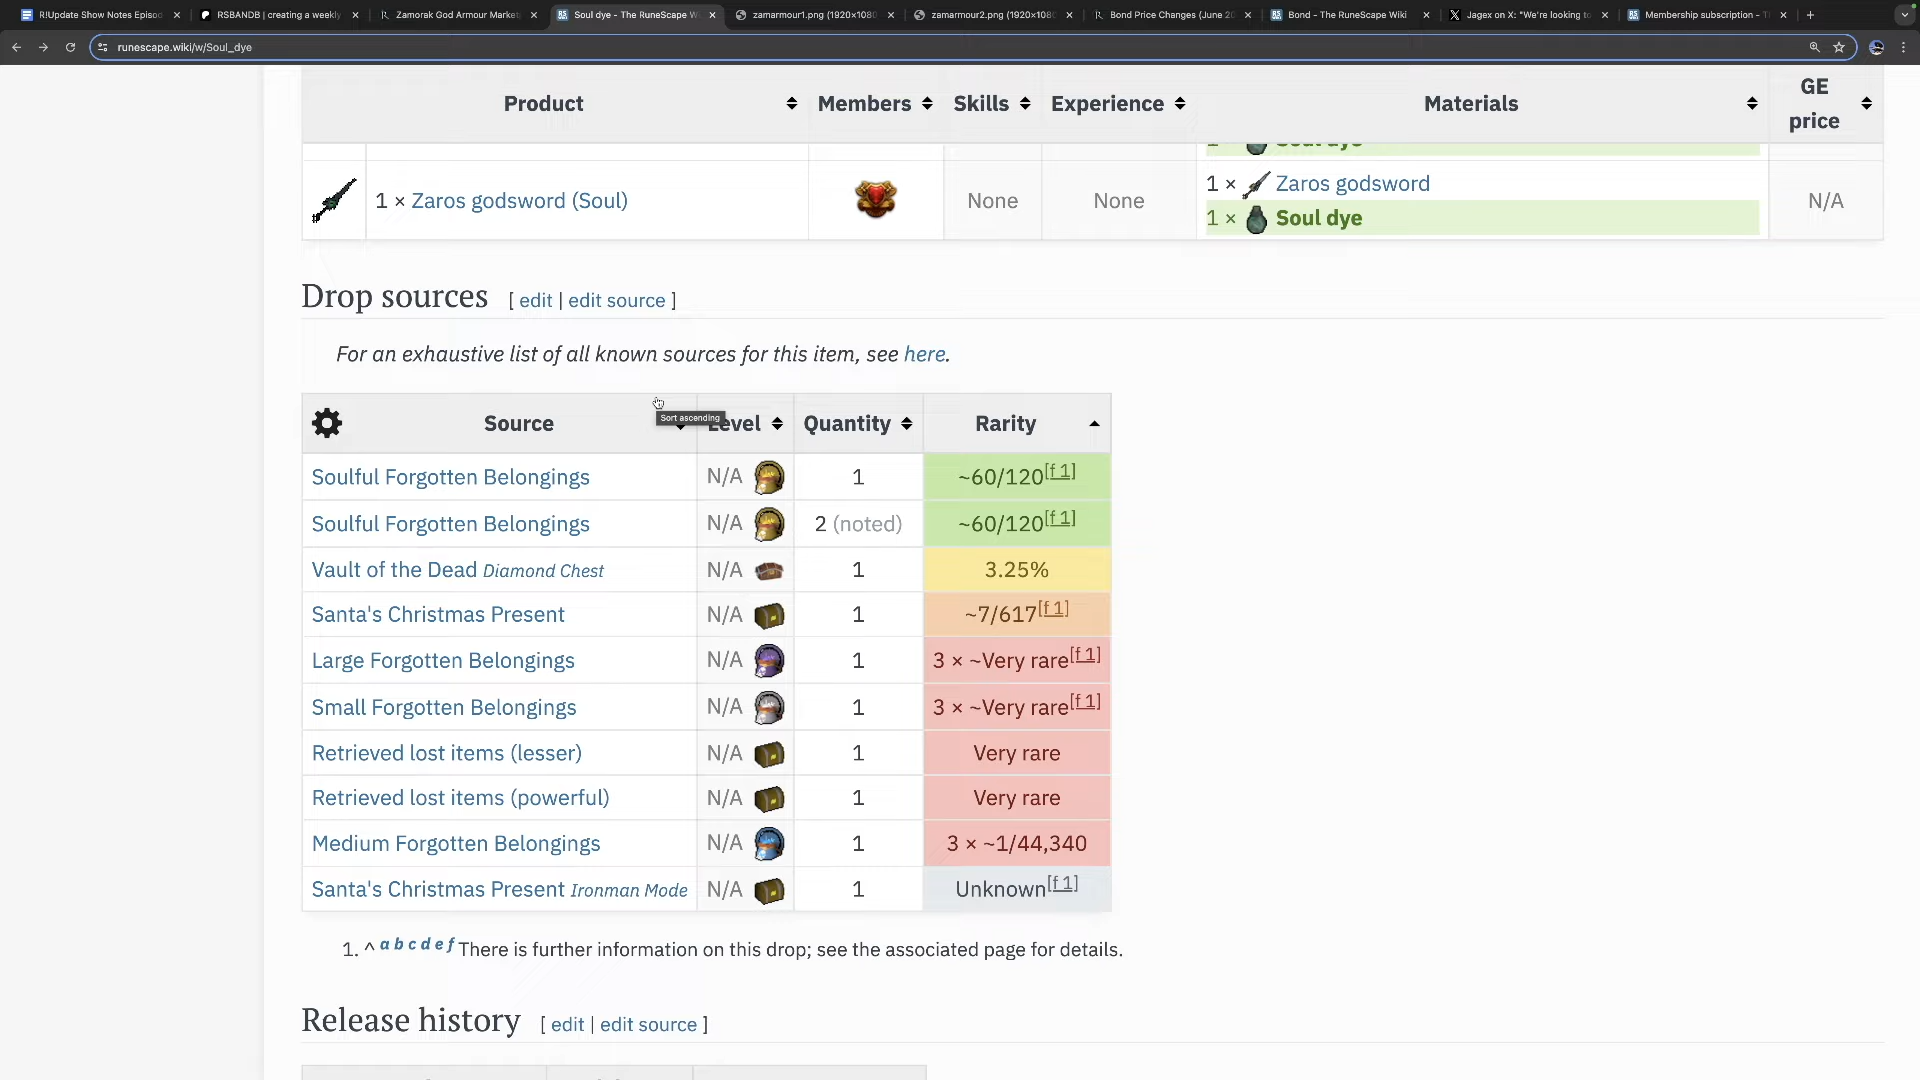 R!Update Show Notes Episod
RSBANDB | creating a weekly
Zamorak God Armour Market
Soul dye - The RuneScape W
zamarmour1.png (1920×1080
zamarmour2.png (1920×1080
Bond Price Changes (June 20
Bond - The RuneScape Wiki
Jagex on X: "We're looking to
Membership subscription - T
runescape.wiki/w/Soul_dye
Product
Members
Skills
Experience
Materials
GE price
Soul dye
1 × Zaros godsword (Soul)
None
None
1 × Zaros godsword
1 × Soul dye
N/A
Drop sources [ edit | edit source ]
For an exhaustive list of all known sources for this item, see here.
Source
Sort ascending
Level
Quantity
Rarity
Soulful Forgotten Belongings N/A 1 ~60/120[f 1]
Soulful Forgotten Belongings N/A 2 (noted) ~60/120[f 1]
Vault of the Dead Diamond Chest N/A 1 3.25%
Santa's Christmas Present N/A 1 ~7/617[f 1]
Large Forgotten Belongings N/A 1 3 × ~Very rare[f 1]
Small Forgotten Belongings N/A 1 3 × ~Very rare[f 1]
Retrieved lost items (lesser) N/A 1 Very rare
Retrieved lost items (powerful) N/A 1 Very rare
Medium Forgotten Belongings N/A 1 3 × ~1/44,340
Santa's Christmas Present Ironman Mode N/A 1 Unknown[f 1]
1. ^ a b c d e f There is further information on this drop; see the associated page for details.
Release history [ edit | edit source ]